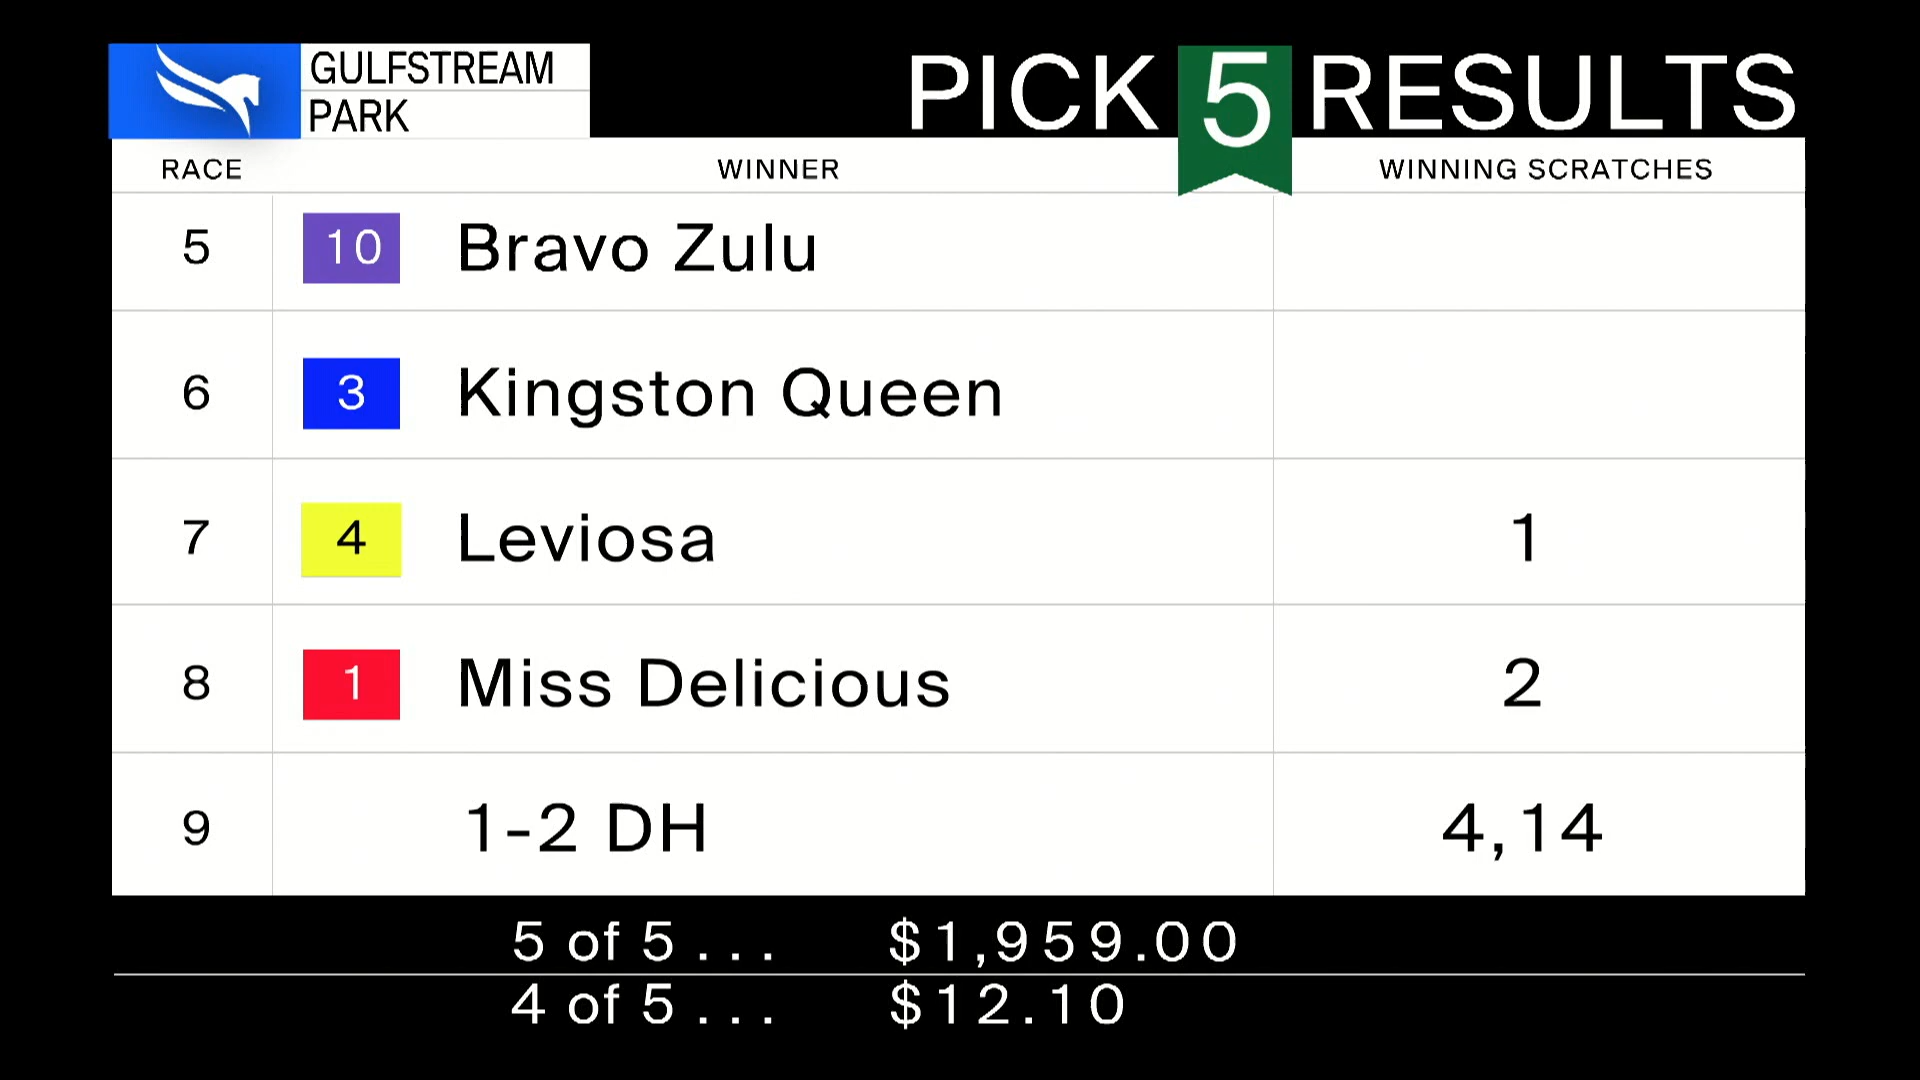 GULFSTREAM
PARK
PICK 5 RESULTS
RACE WINNER WINNING SCRATCHES
5 10 Bravo Zulu
6 3 Kingston Queen
7 4 Leviosa 1
8 1 Miss Delicious 2
9 1-2 DH 4,14
5 of 5 . . . $1,959.00
4 of 5 . . . $12.10